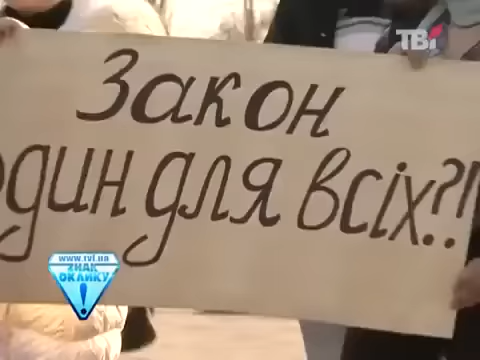 ТВі
Закон
один для всіх?!
www.tvi.ua
ЗНАК
ОКЛИКУ
!